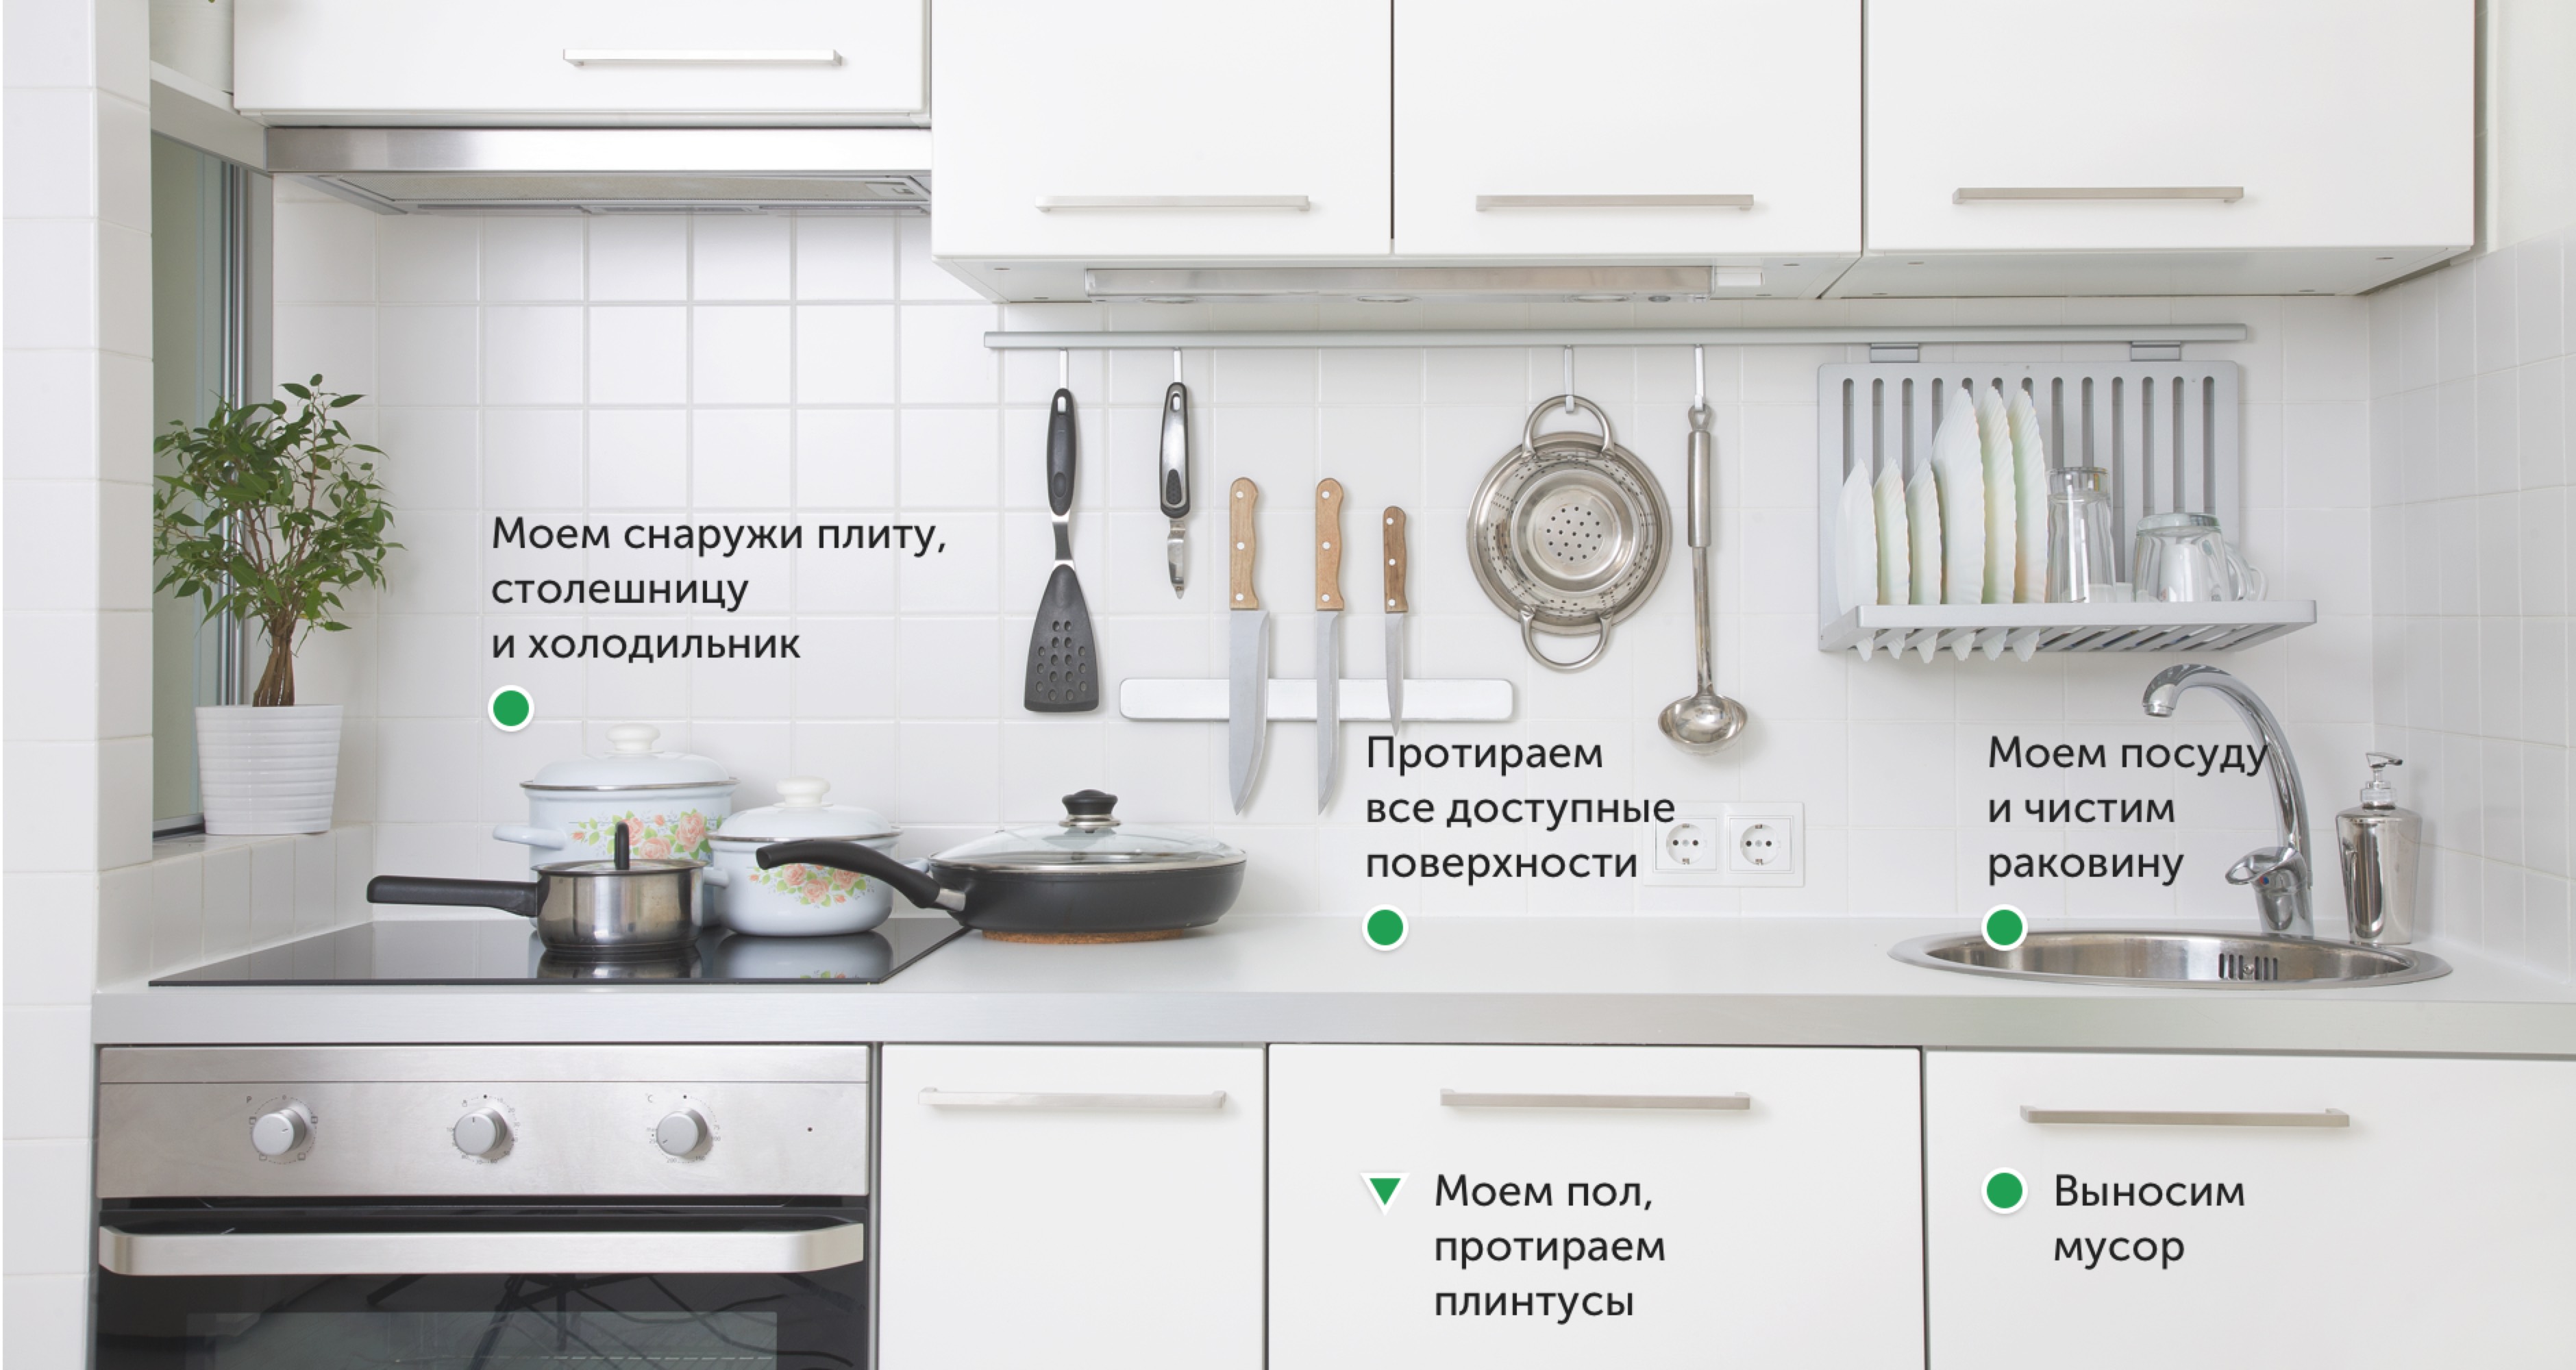 Моем снаружи плиту,
столешницу
и холодильник
Протираем
все доступные
поверхности
Моем посуду
и чистим
раковину
Моем пол,
протираем
плинтусы
Выносим
мусор